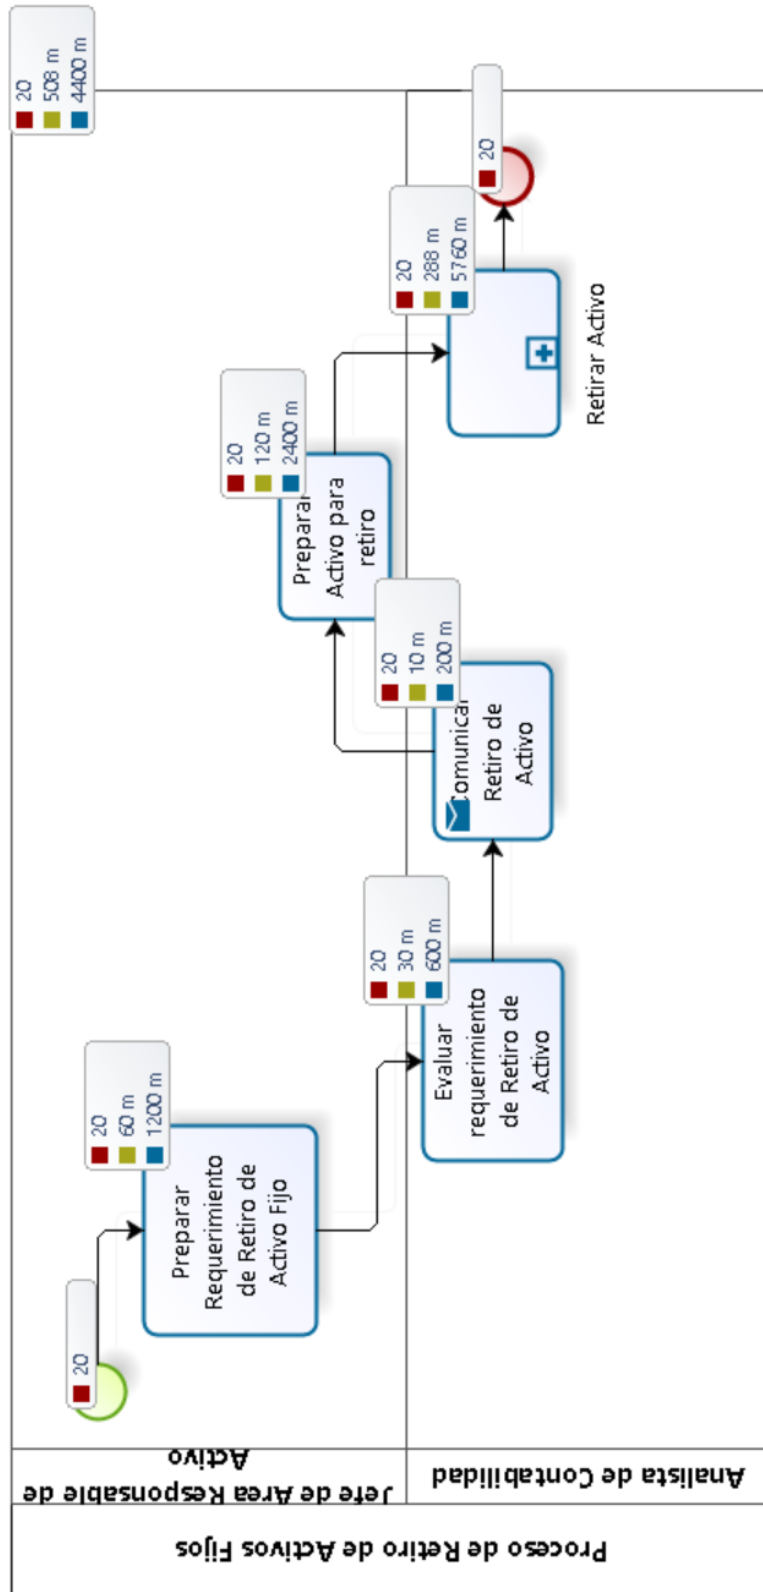 Proceso de Retiro de Activos Fijos
Jefe de Area Responsable de
Activo
Analista de Contabilidad
20
508 m
4400 m
20
Preparar
Requerimiento
de Retiro de
Activo Fijo
20
60 m
1200 m
Evaluar
requerimiento
de Retiro de
Activo
20
30 m
600 m
Comunicar
Retiro de
Activo
20
10 m
200 m
Preparar
Activo para
retiro
20
120 m
2400 m
Retirar Activo
20
288 m
5760 m
20